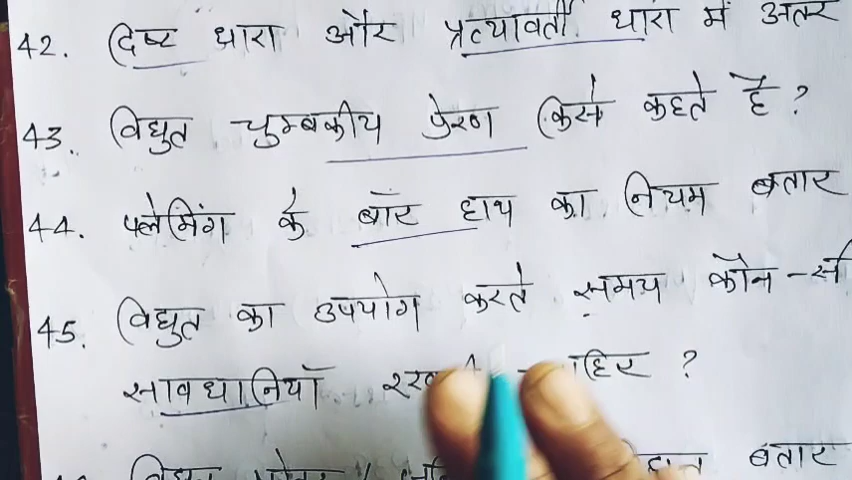 42. दिष्ट धारा और प्रत्यावर्ती धारा में अंतर
43. विद्युत चुम्बकीय प्रेरण किसे कहते है ?
44. फ्लेमिंग के बाँए हाथ का नियम बताए
45. विद्युत का उपयोग करते समय कौन-सी
सावधानियाँ ?
विद्युत बताए